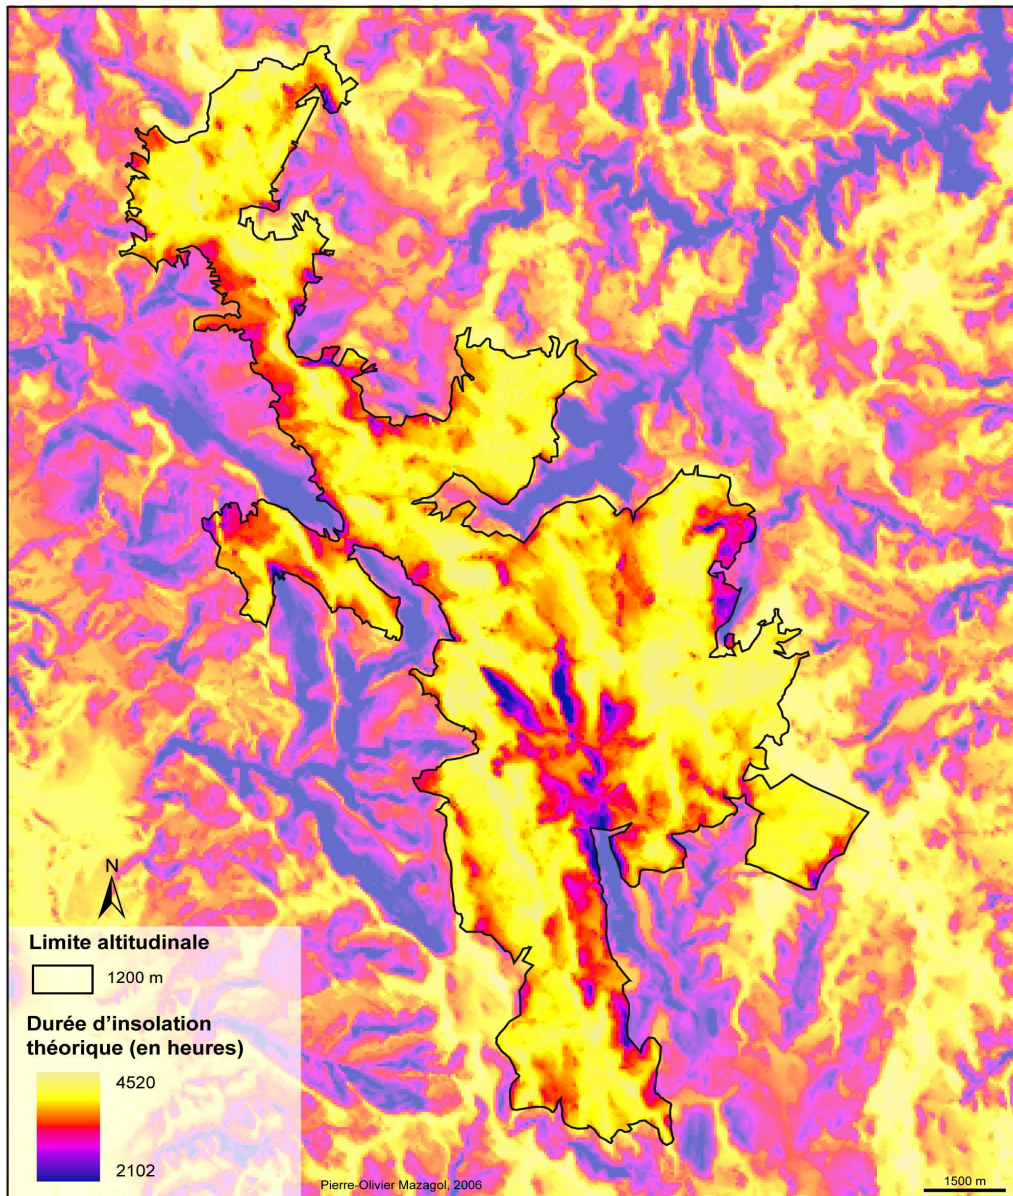 N
Limite altitudinale
1200 m
Durée d’insolation
théorique (en heures)
4520
2102
Pierre-Olivier Mazagol, 2006
1500 m